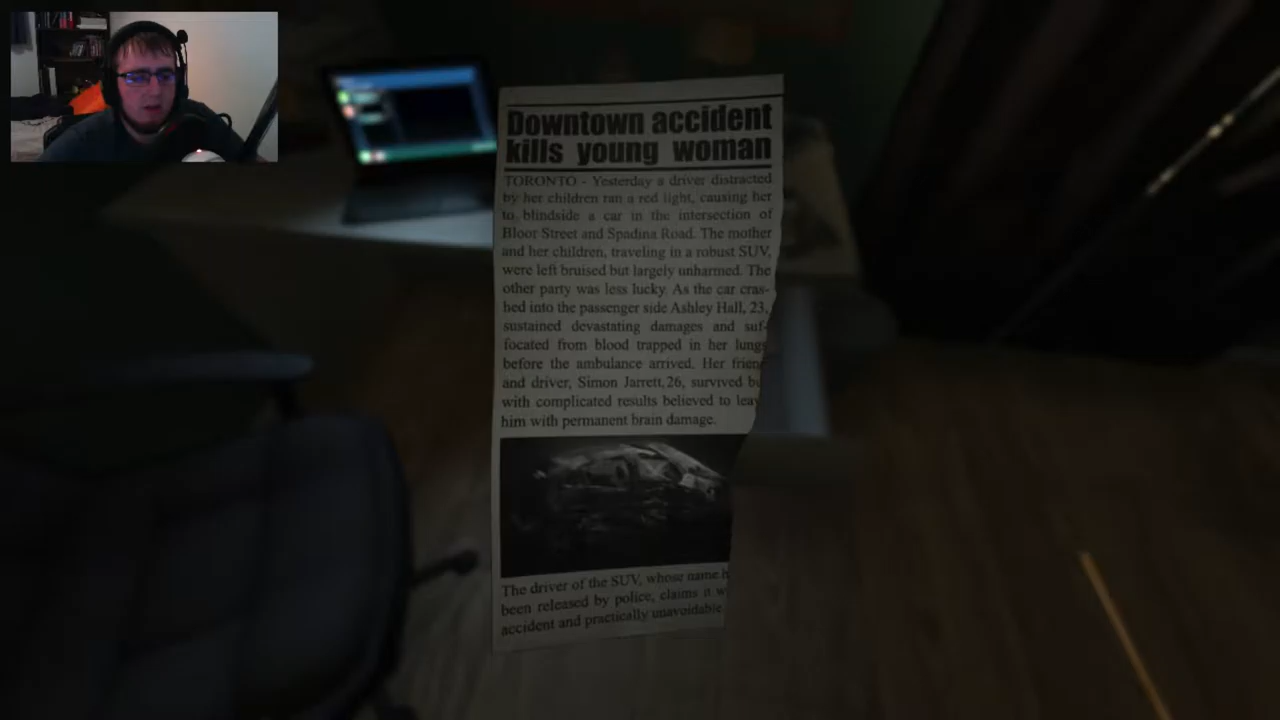 Downtown accident
kills young woman
TORONTO - Yesterday a driver distracted
by her children ran a red light, causing her
to blindside a car in the intersection of
Bloor Street and Spadina Road. The mother
and her children, traveling in a robust SUV,
were left bruised but largely unharmed. The
other party was less lucky. As the car cras-
hed into the passenger side Ashley Hall, 23,
sustained devastating damages and suf-
focated from blood trapped in her lungs
before the ambulance arrived. Her frien
and driver, Simon Jarrett, 26, survived b
with complicated results believed to lea
him with permanent brain damage.
The driver of the SUV, whose name h
been released by police, claims it w
accident and practically unavoidable